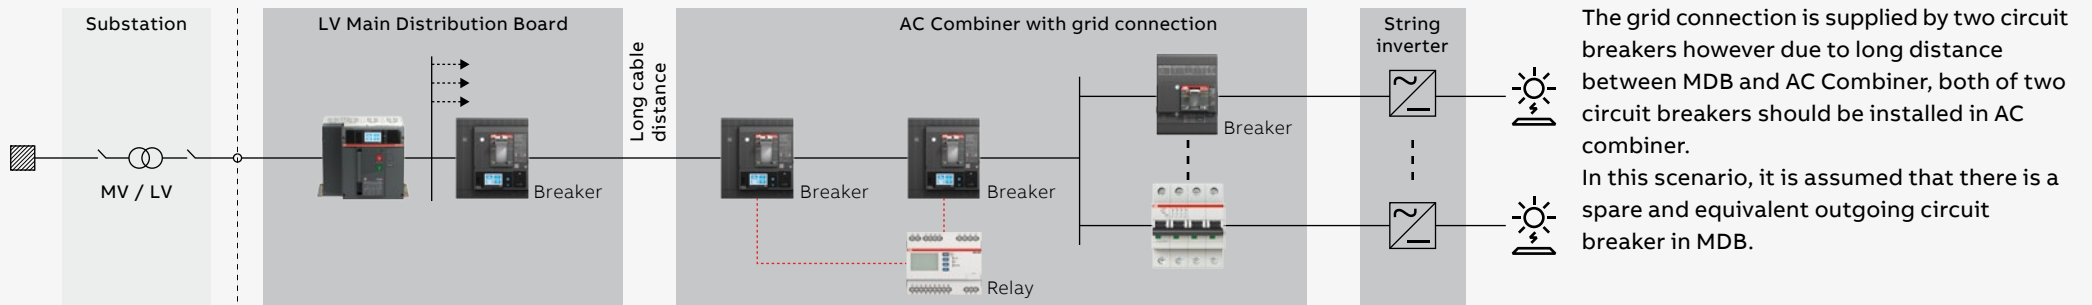 Substation
MV / LV
LV Main Distribution Board
Breaker
Long cable
distance
AC Combiner with grid connection
Breaker
Breaker
Relay
Breaker
String
inverter
The grid connection is supplied by two circuit
breakers however due to long distance
between MDB and AC Combiner, both of two
circuit breakers should be installed in AC
combiner.
In this scenario, it is assumed that there is a
spare and equivalent outgoing circuit
breaker in MDB.